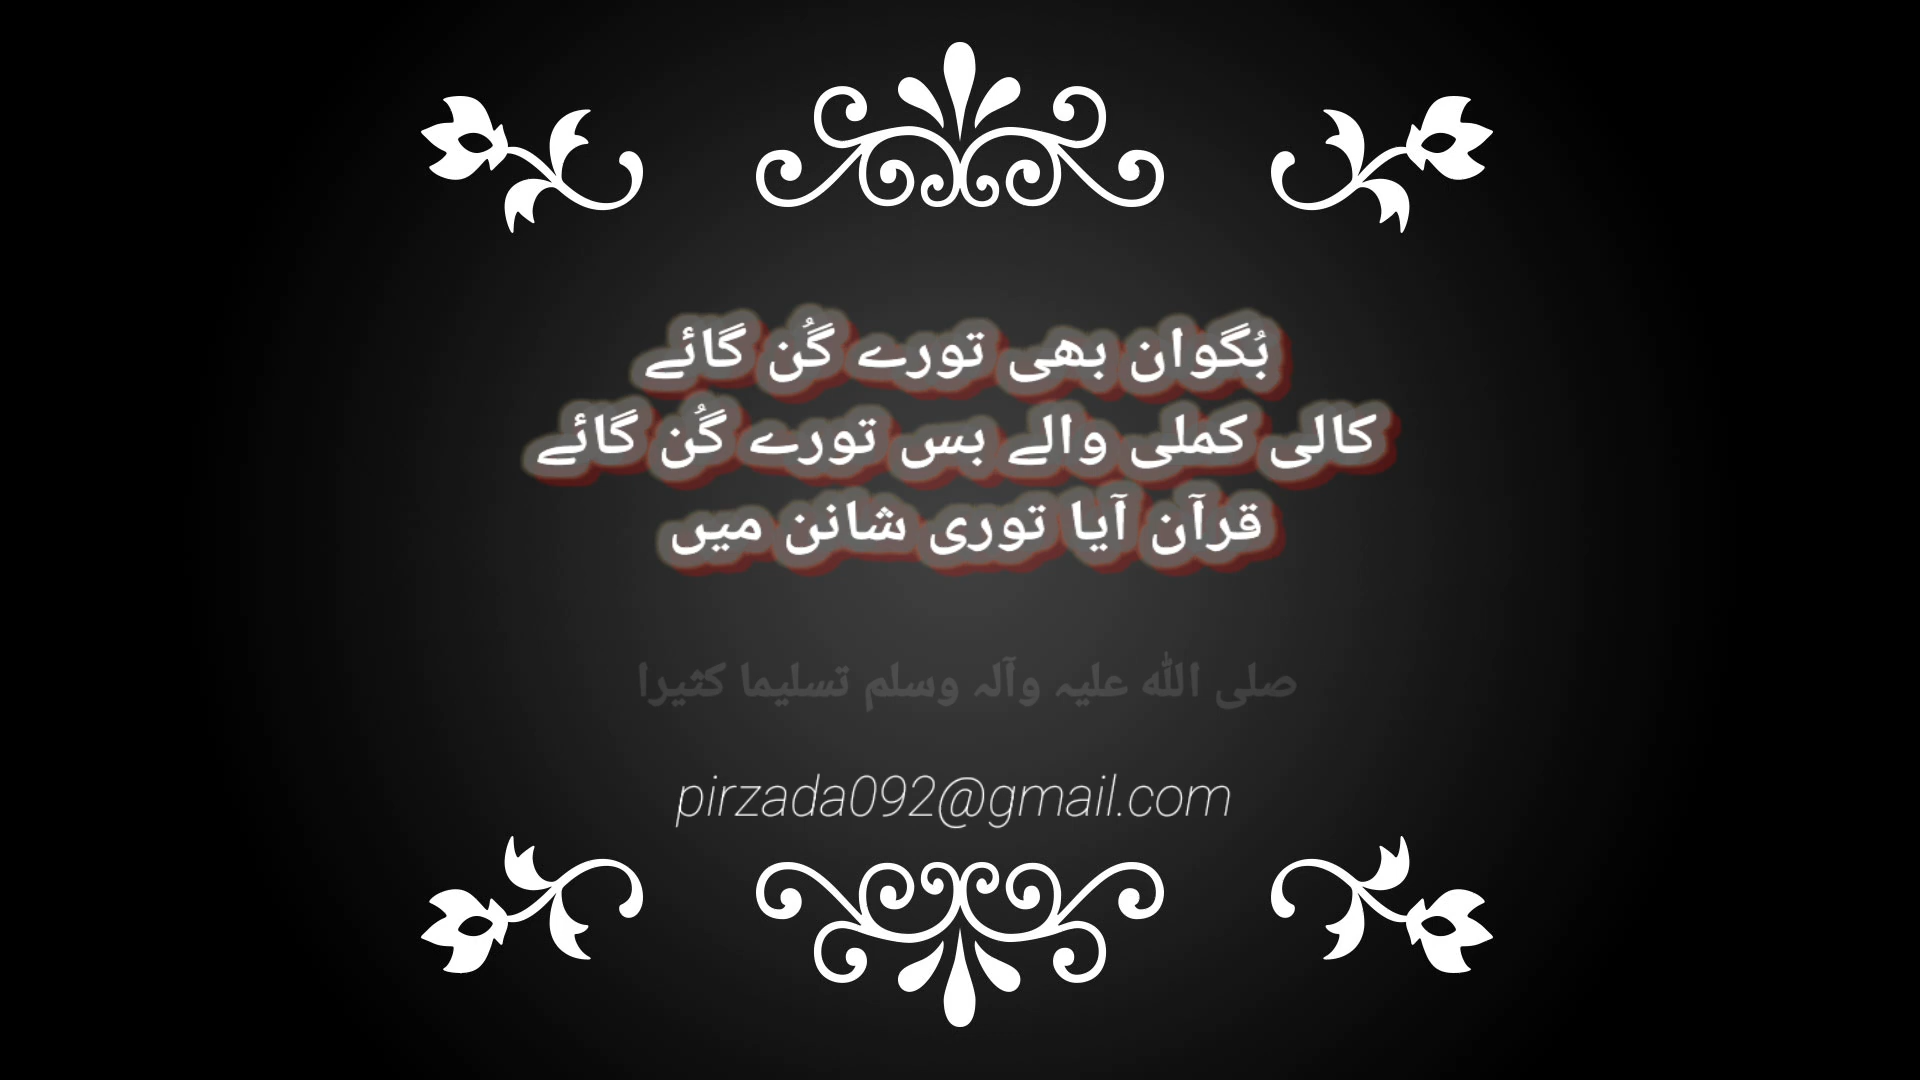 بُگوان بھی تورے گُن گائے
کالی کملی والے بس تورے گُن گائے
قرآن آیا توری شانن میں
صلی الله علیہ وآلہ وسلم تسلیما کثیرا
pirzada092@gmail.com